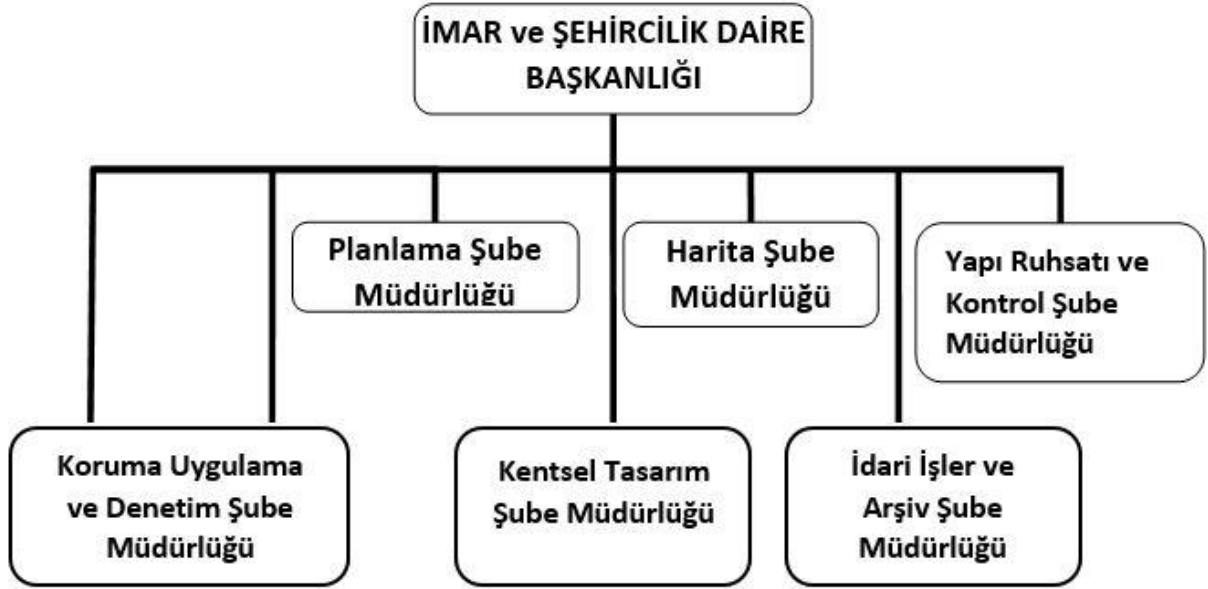 İMAR ve ŞEHİRCİLİK DAİRE
BAŞKANLIĞI
Planlama Şube
Müdürlüğü
Harita Şube
Müdürlüğü
Yapı Ruhsatı ve
Kontrol Şube
Müdürlüğü
Koruma Uygulama
ve Denetim Şube
Müdürlüğü
Kentsel Tasarım
Şube Müdürlüğü
İdari İşler ve
Arşiv Şube
Müdürlüğü